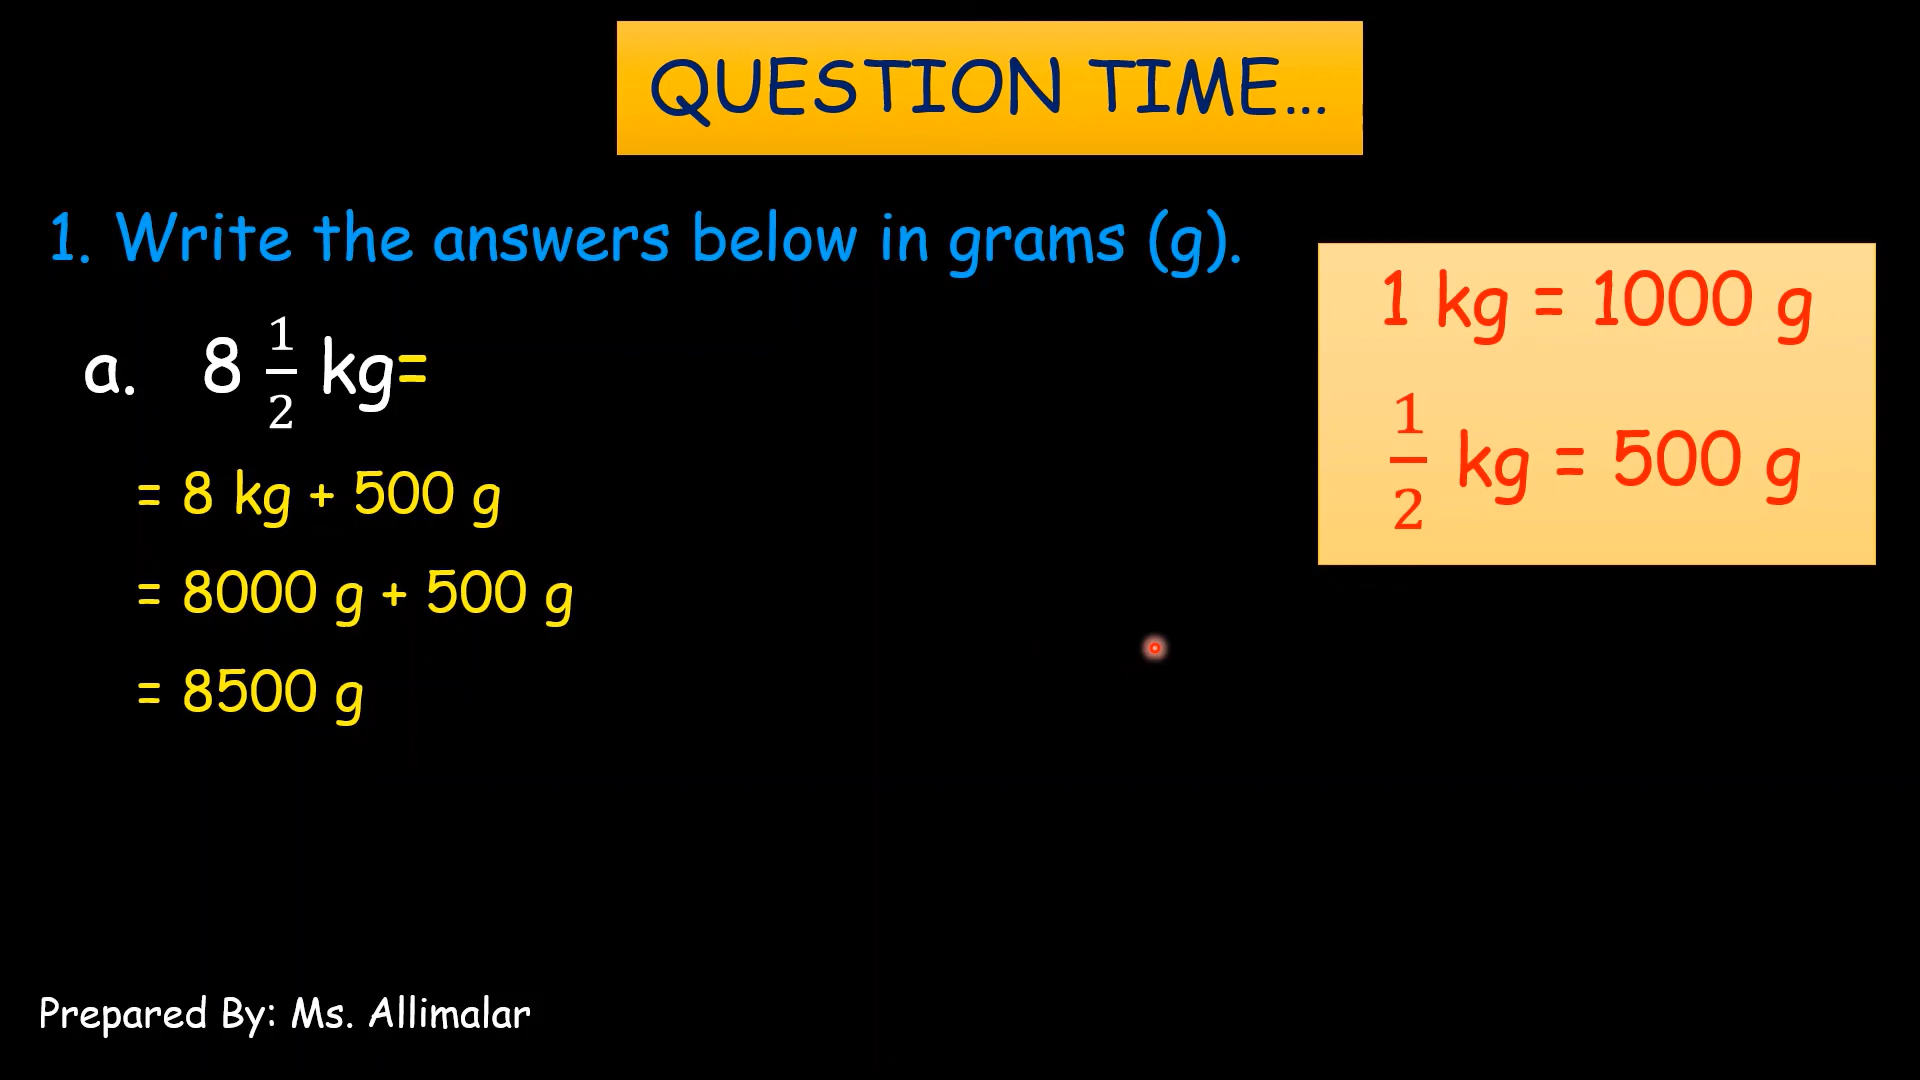 QUESTION TIME...
1. Write the answers below in grams (g).
a. 8 1/2 kg=
= 8 kg + 500 g
= 8000 g + 500 g
= 8500 g
1 kg = 1000 g
1/2 kg = 500 g
Prepared By: Ms. Allimalar